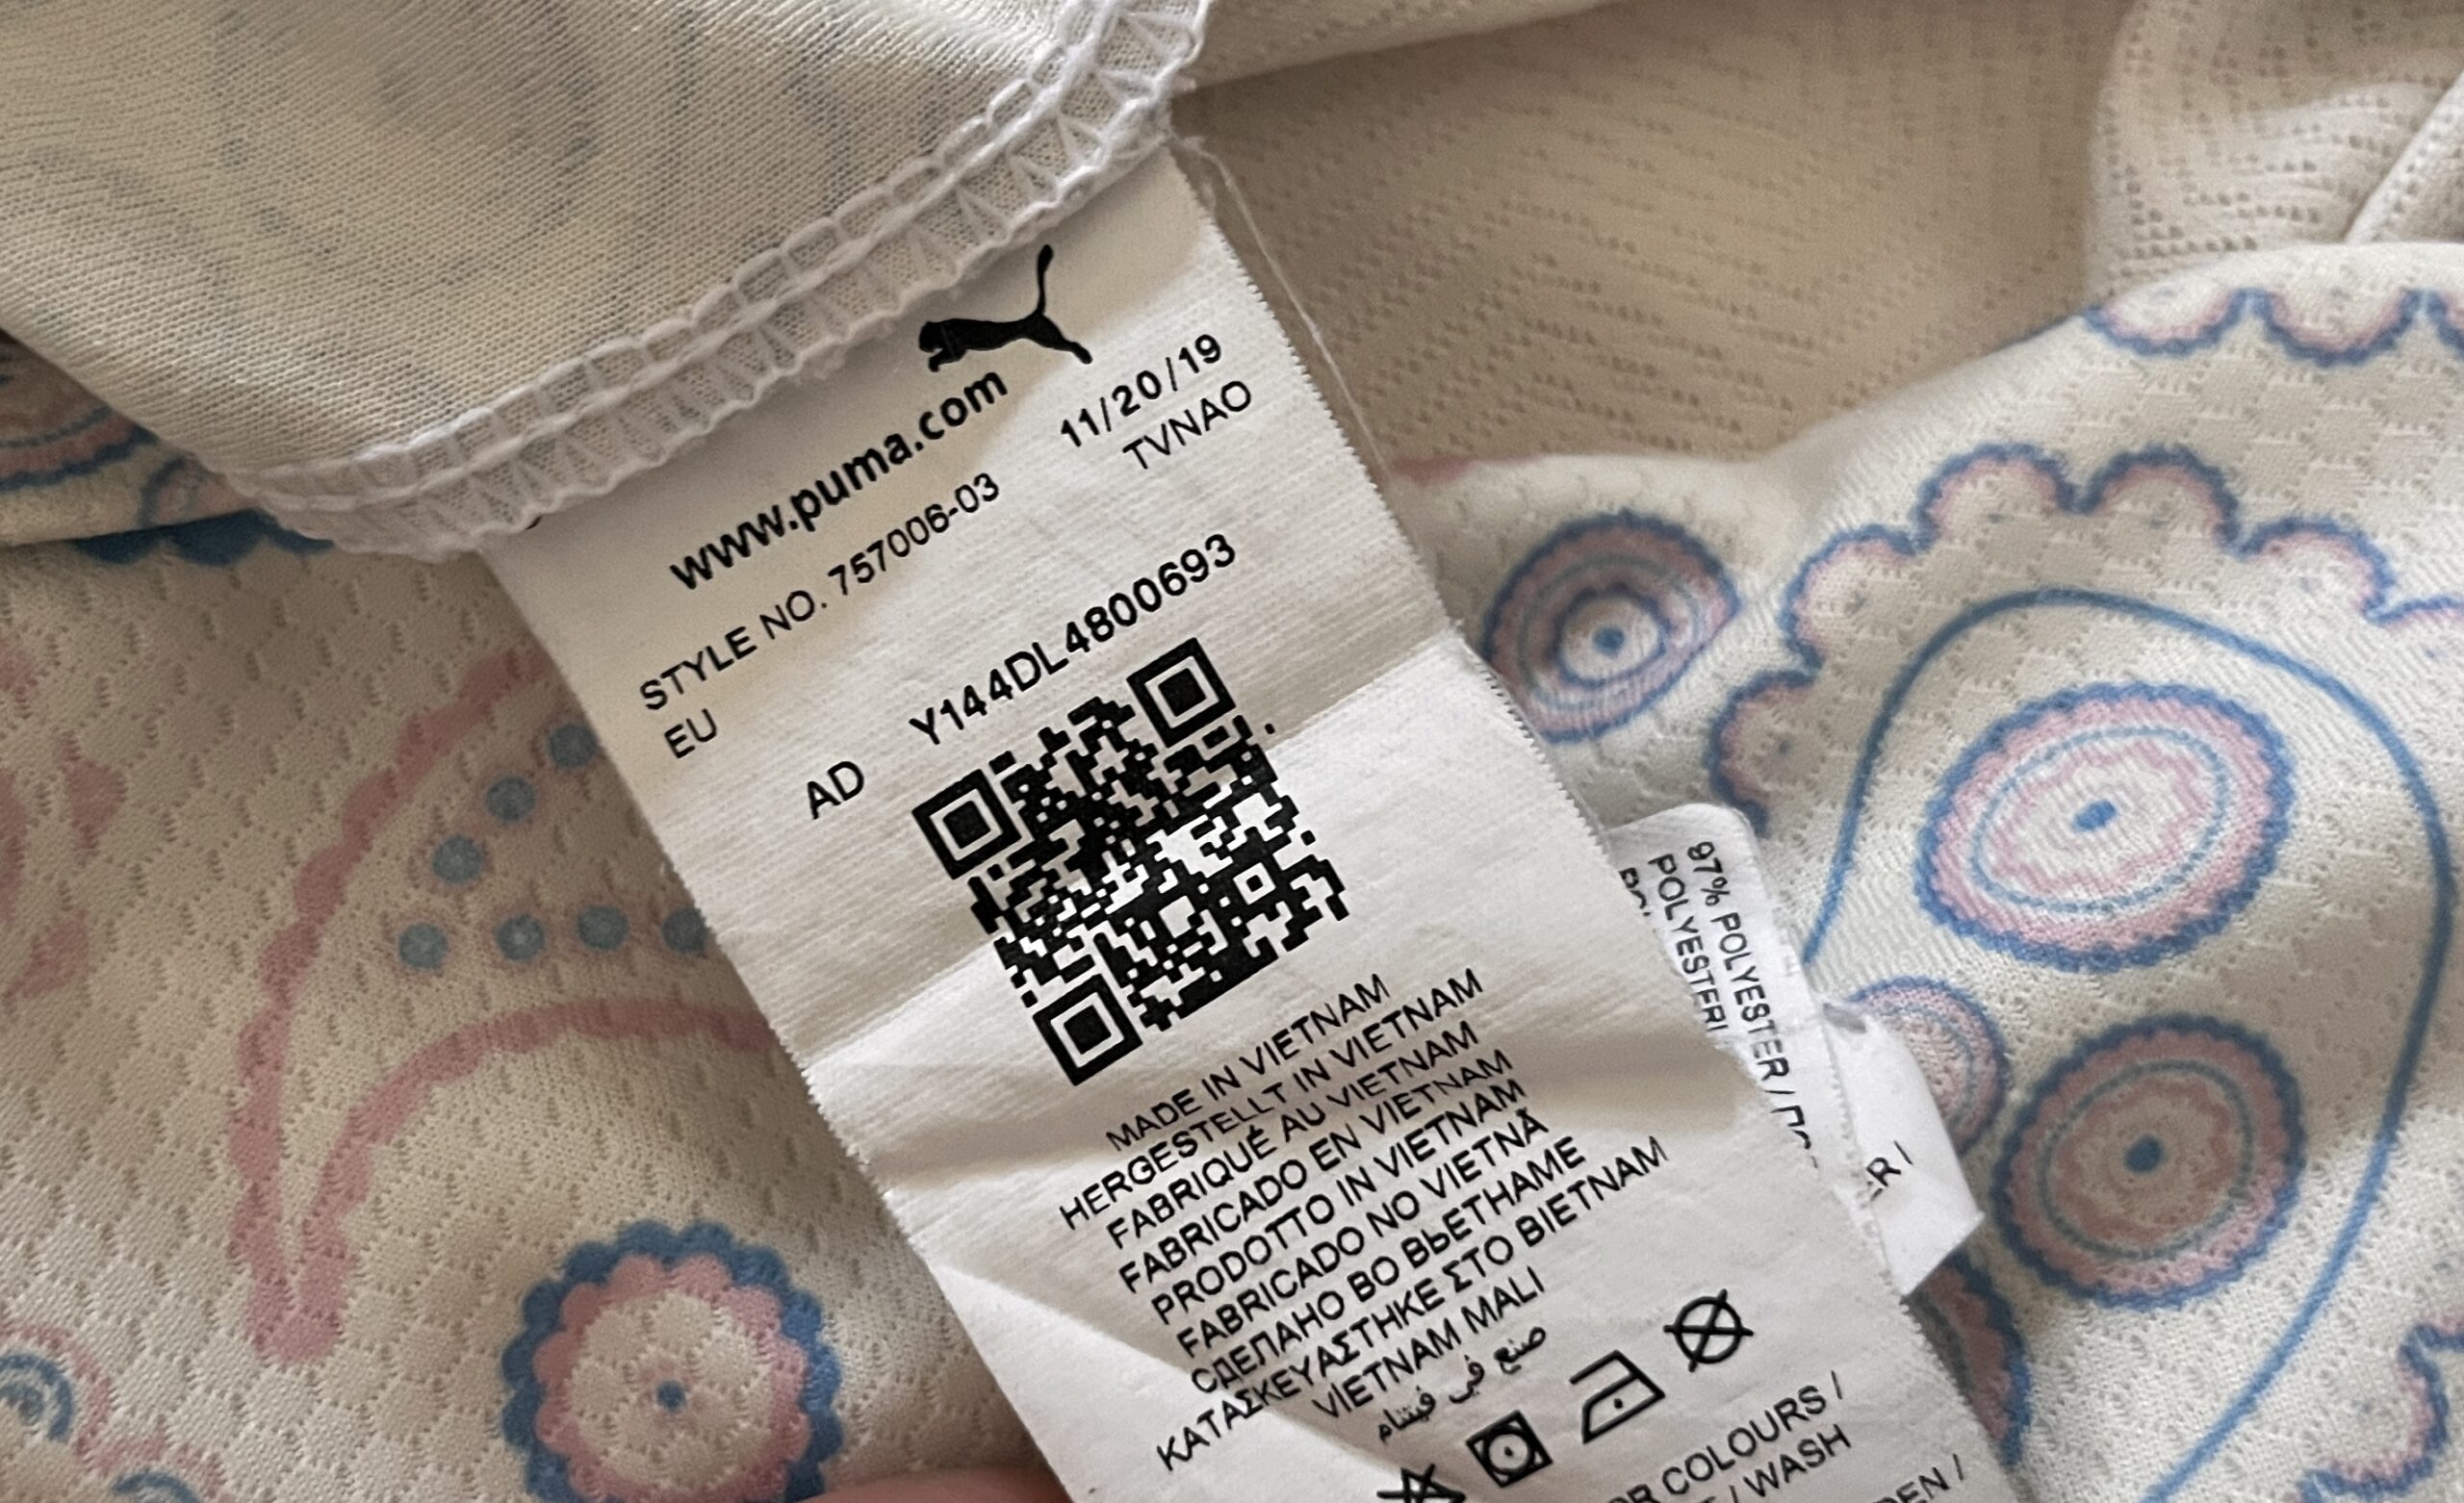 www.puma.com
11/20/19
STYLE NO. 757006-03
TVNAO
EU
AD Y144DL4800693
MADE IN VIETNAM
HERGESTELLT IN VIETNAM
FABRIQUÉ AU VIETNAM
FABRICADO EN VIETNAM
PRODOTTO IN VIETNAM
FABRICADO NO VIETNÃ
СДЕЛАНО ВО ВЬЕТНАМЕ
ΚΑΤΑΣΚΕΥΑΣΤΗΚΕ ΣΤΟ ΒΙΕΤΝΑΜ
VIETNAM MALI
صنع في فيتنام
COLOURS /
/ WASH
97% POLYESTER /
POLYESTERI